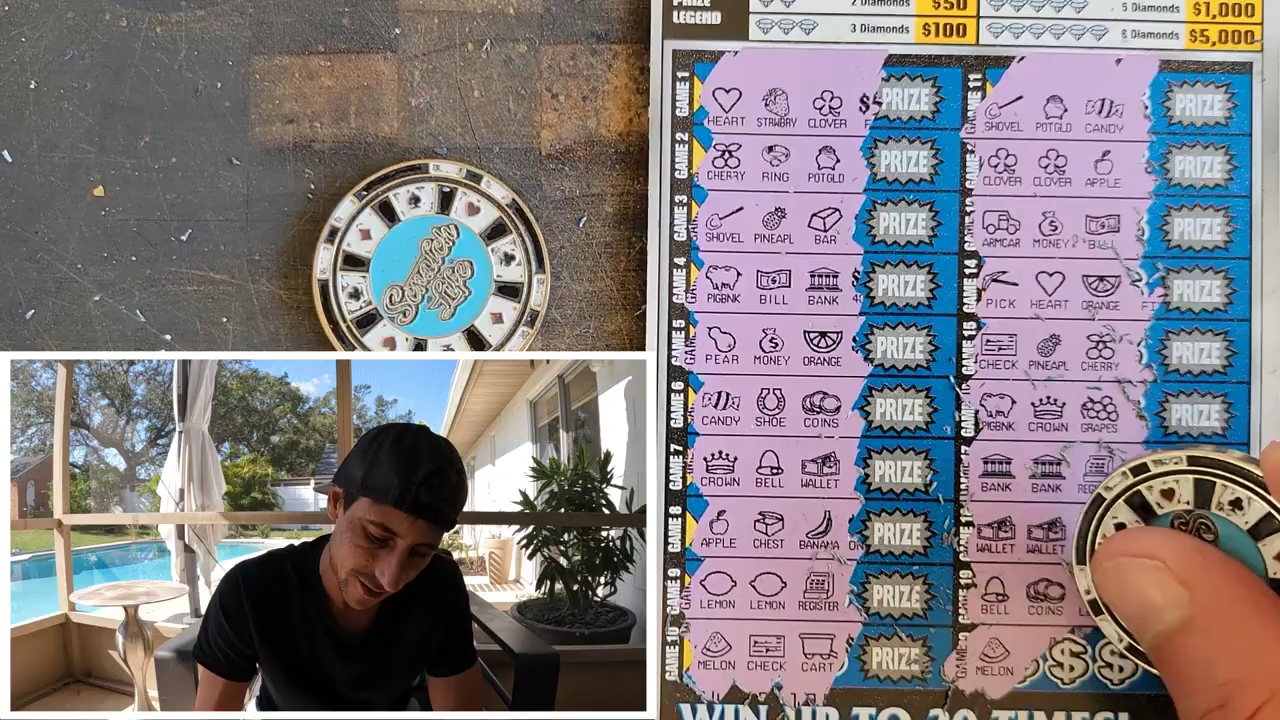 PRIZE
LEGEND
2 Diamonds $50
3 Diamonds $100
5 Diamonds $1,000
6 Diamonds $5,000
GAME 1 HEART STRWBRY CLOVER PRIZE
GAME 2 CHERRY RING POTGLD PRIZE
GAME 3 SHOVEL PINEAPL BAR PRIZE
GAME 4 PIGBNK BILL BANK PRIZE
GAME 5 PEAR MONEY ORANGE PRIZE
GAME 6 CANDY SHOE COINS PRIZE
GAME 7 CROWN BELL WALLET PRIZE
GAME 8 APPLE CHEST BANANA PRIZE
GAME 9 LEMON LEMON REGISTER PRIZE
GAME 10 MELON CHECK CART PRIZE
GAME 11 SHOVEL POTGLD CANDY PRIZE
CLOVER CLOVER APPLE PRIZE
ARMCAR MONEY BILL PRIZE
GAME 14 PICK HEART ORANGE PRIZE
GAME 15 CHECK PINEAPL CHERRY PRIZE
PIGBNK CROWN GRAPES PRIZE
BANK BANK
WALLET WALLET
GAME 19 BELL COINS
MELON $ $
WIN UP TO 20 TIMES!
Scratch Life